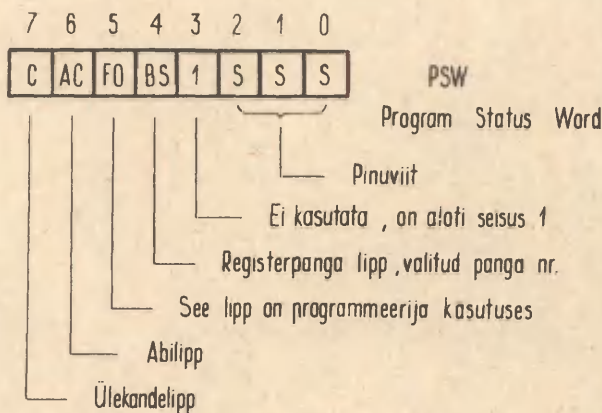 7 6 5 4 3 2 1 0
C AC F0 BS 1 S S S PSW
Program Status Word
Pinuviit
Ei kasutata , on alati seisus 1
Registerpanga lipp , valitud panga nr.
See lipp on programmeerija kasutuses
Abilipp
Ülekandelipp